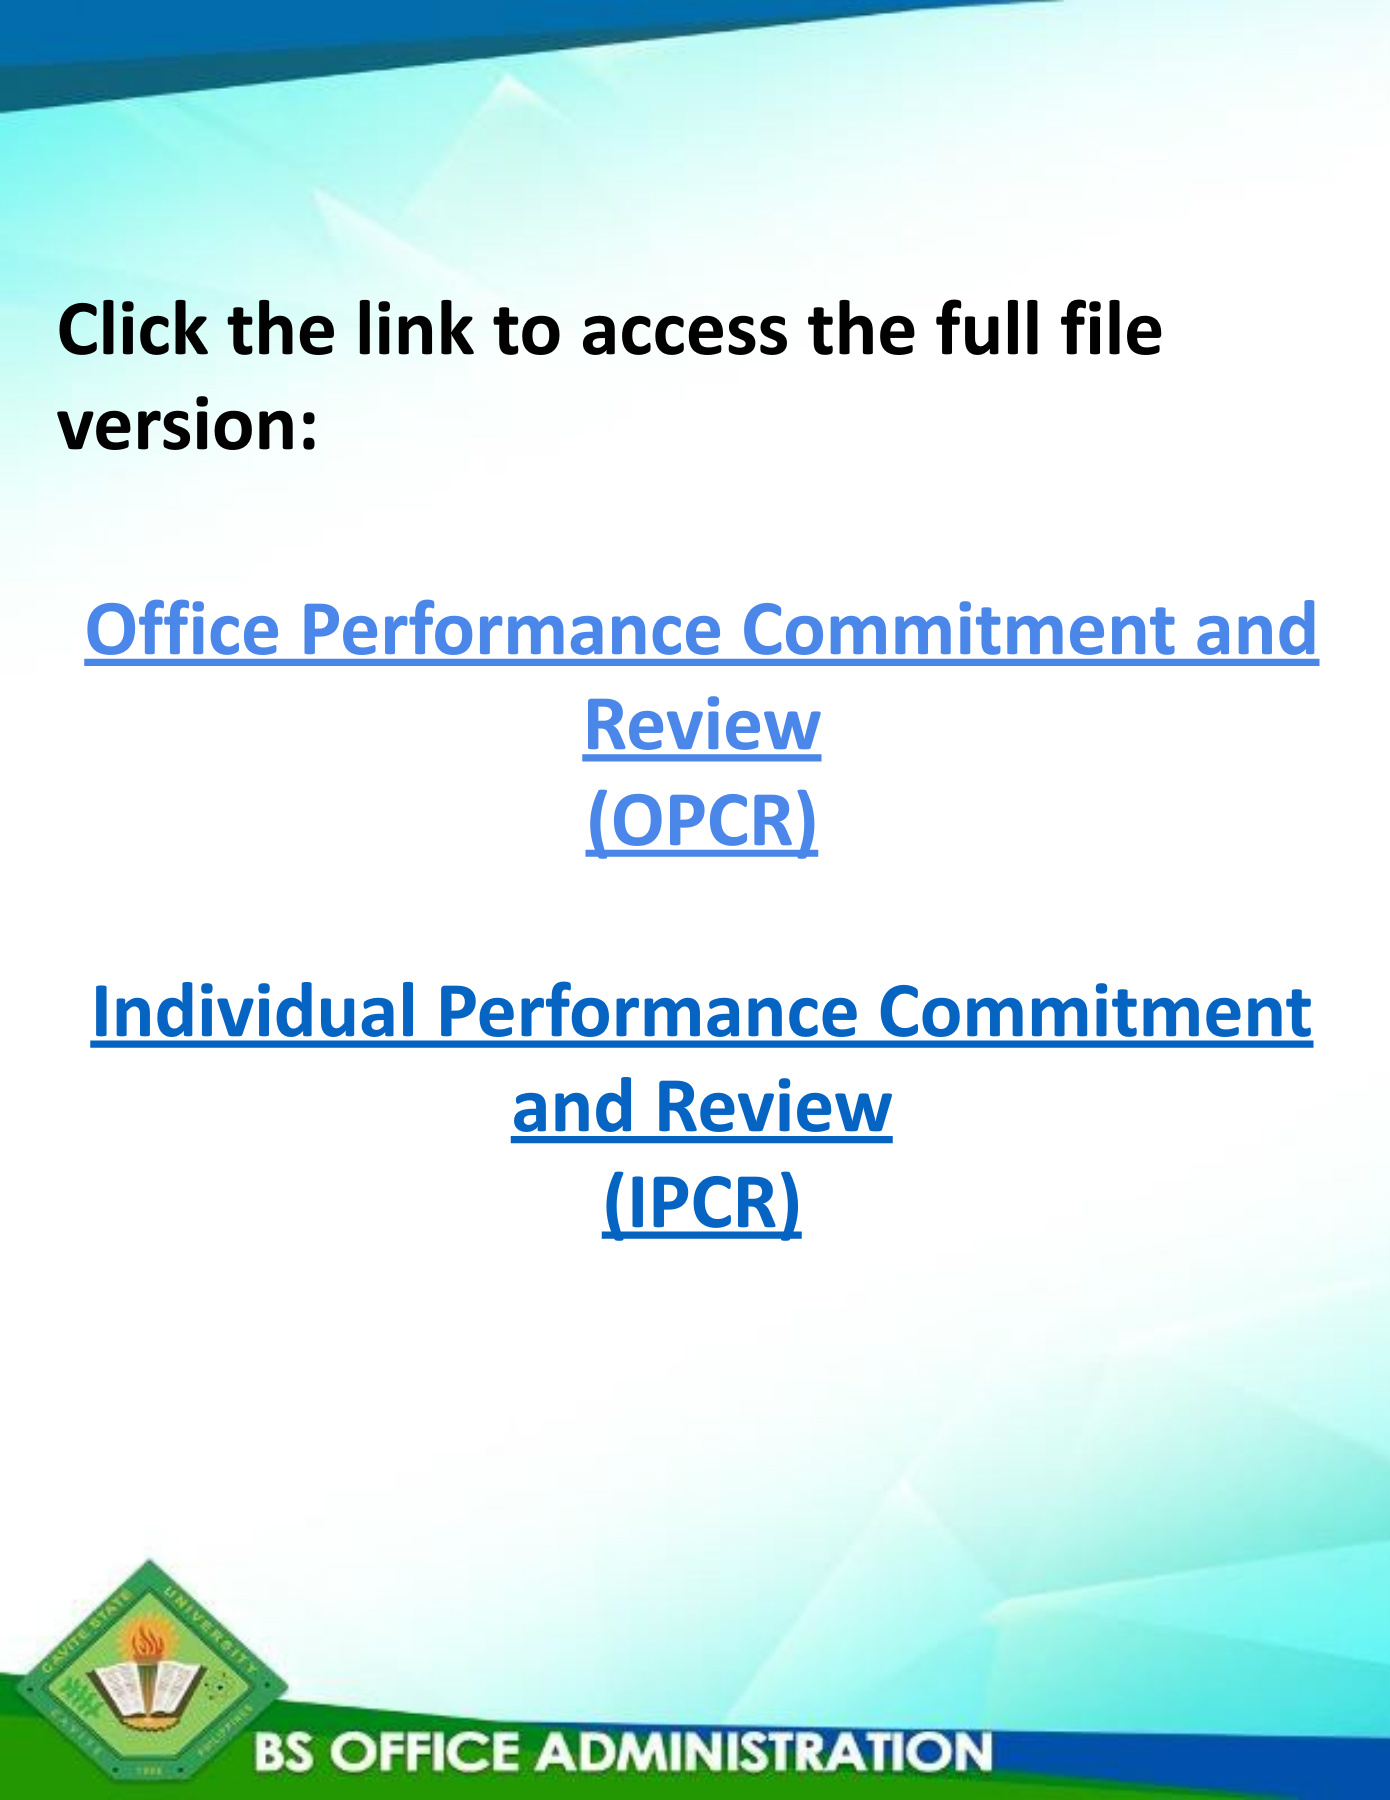 Click the link to access the full file
version:
Office Performance Commitment and
Review
(OPCR)
Individual Performance Commitment
and Review
(IPCR)
CAVITE STATE UNIVERSITY
CAVITE PHILIPPINES
BS OFFICE ADMINISTRATION